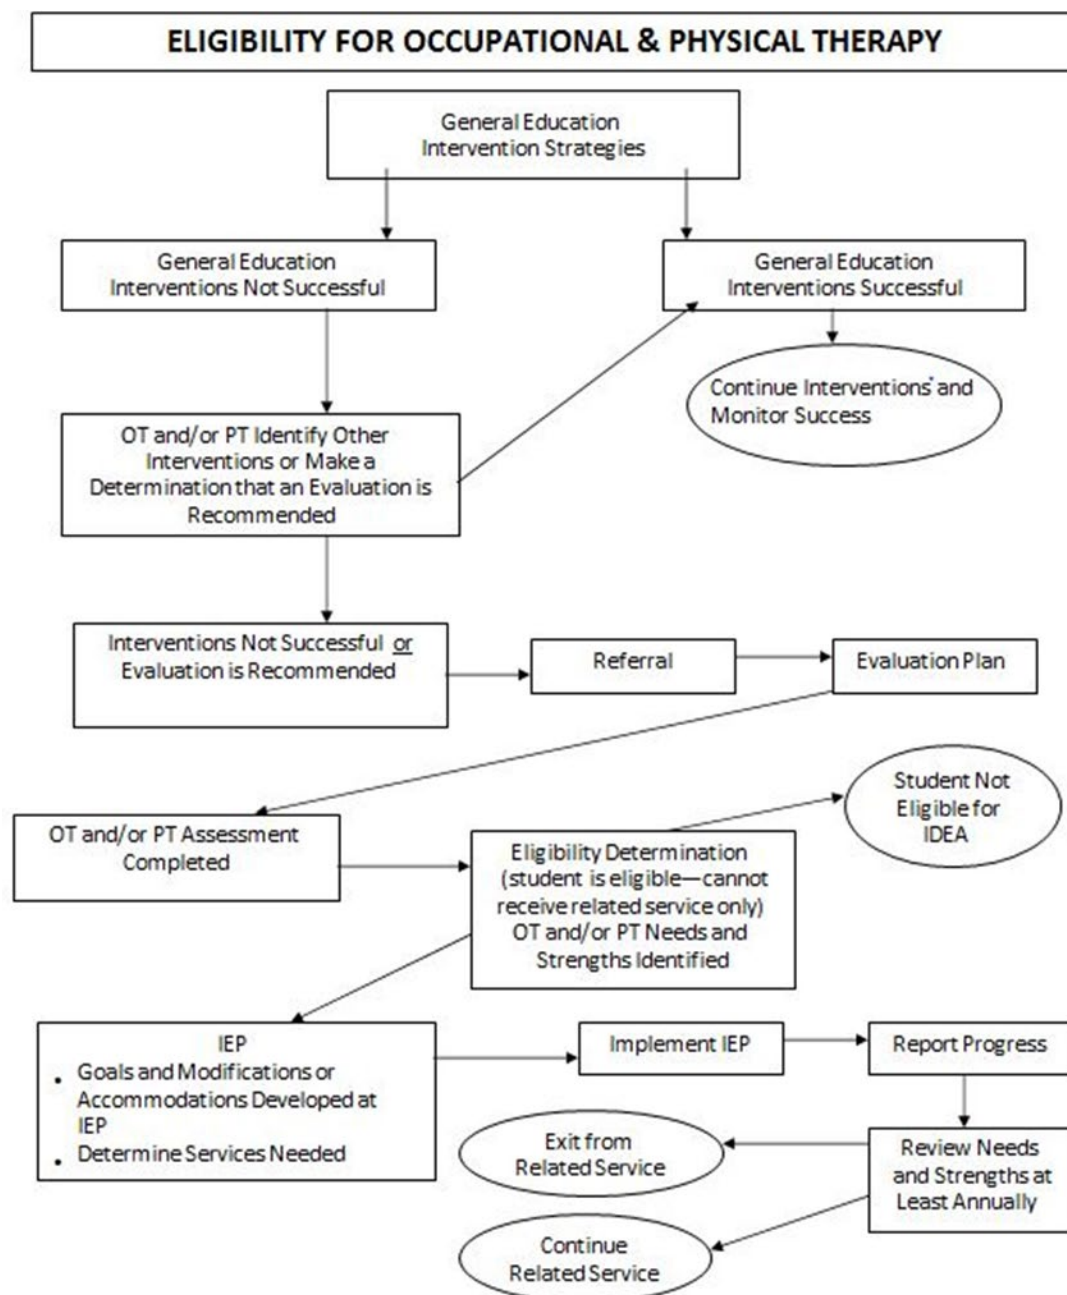 ELIGIBILITY FOR OCCUPATIONAL & PHYSICAL THERAPY
General Education
Intervention Strategies
General Education
Interventions Not Successful
General Education
Interventions Successful
Continue Interventions* and
Monitor Success
OT and/or PT Identify Other
Interventions or Make a
Determination that an Evaluation is
Recommended
Interventions Not Successful or
Evaluation is Recommended
Referral
Evaluation Plan
Student Not
Eligible for
IDEA
OT and/or PT Assessment
Completed
Eligibility Determination
(student is eligible—cannot
receive related service only)
OT and/or PT Needs and
Strengths Identified
IEP
• Goals and Modifications or
Accommodations Developed at
IEP
• Determine Services Needed
Implement IEP
Report Progress
Exit from
Related Service
Review Needs
and Strengths at
Least Annually
Continue
Related Service